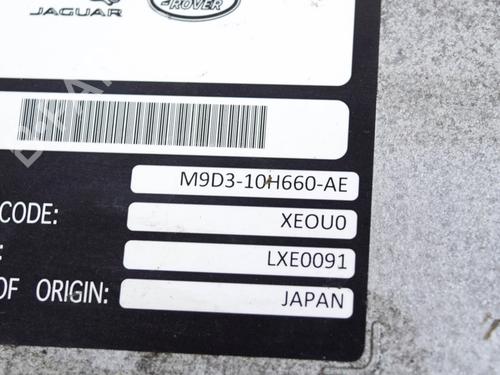 JAGUAR
ROVER
M9D3-10H660-AE
CODE: XEOU0
: LXE0091
OF ORIGIN: JAPAN